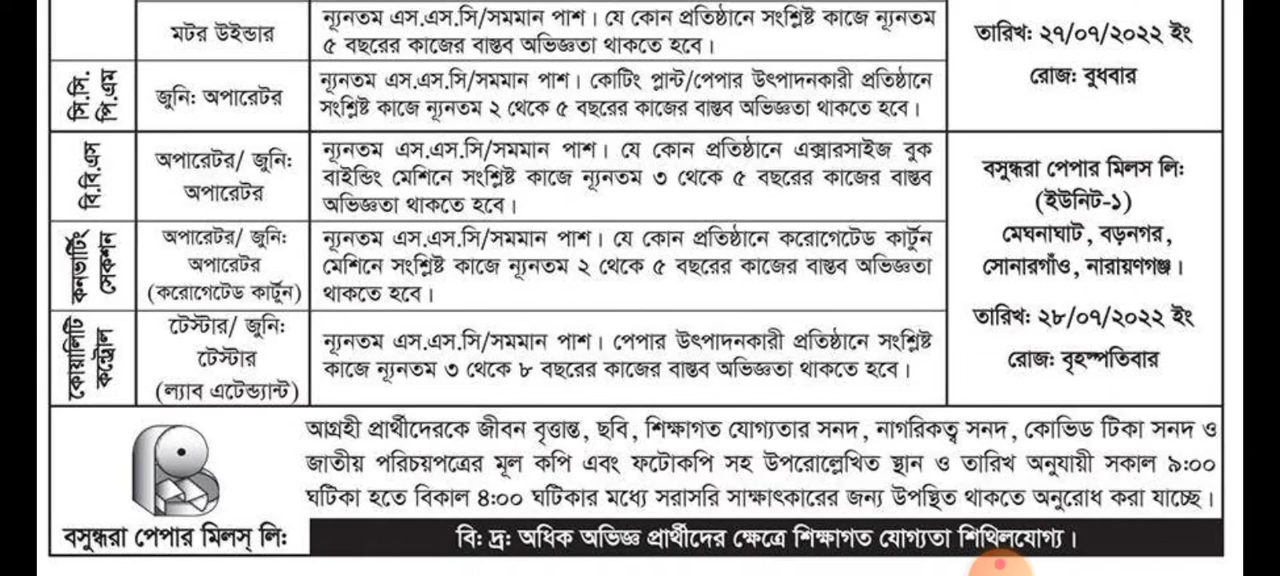 মটর উইন্ডার
ন্যূনতম এস.এস.সি/সমমান পাশ। যে কোন প্রতিষ্ঠানে সংশ্লিষ্ট কাজে ন্যূনতম
৫ বছরের কাজের বাস্তব অভিজ্ঞতা থাকতে হবে।
তারিখ: ২৭/০৭/২০২২ ইং
রোজ: বুধবার
সি.সি.
পি.এম
জুনি: অপারেটর
ন্যূনতম এস.এস.সি/সমমান পাশ। কোটিং প্লান্ট/পেপার উৎপাদনকারী প্রতিষ্ঠানে
সংশ্লিষ্ট কাজে ন্যূনতম ২ থেকে ৫ বছরের কাজের বাস্তব অভিজ্ঞতা থাকতে হবে।
বি.বি.এস
অপারেটর/ জুনি:
অপারেটর
ন্যূনতম এস.এস.সি/সমমান পাশ। যে কোন প্রতিষ্ঠানে এক্সারসাইজ বুক
বাইন্ডিং মেশিনে সংশ্লিষ্ট কাজে ন্যূনতম ৩ থেকে ৫ বছরের কাজের বাস্তব
অভিজ্ঞতা থাকতে হবে।
কনভার্টিং
সেকশন
অপারেটর/ জুনি:
অপারেটর
(করোগেটেড কার্টুন)
ন্যূনতম এস.এস.সি/সমমান পাশ। যে কোন প্রতিষ্ঠানে করোগেটেড কার্টুন
মেশিনে সংশ্লিষ্ট কাজে ন্যূনতম ২ থেকে ৫ বছরের কাজের বাস্তব অভিজ্ঞতা
থাকতে হবে।
কোয়ালিটি
কন্ট্রোল
টেস্টার/ জুনি:
টেস্টার
(ল্যাব এটেন্ড্যান্ট)
ন্যূনতম এস.এস.সি/সমমান পাশ। পেপার উৎপাদনকারী প্রতিষ্ঠানে সংশ্লিষ্ট
কাজে ন্যূনতম ৩ থেকে ৮ বছরের কাজের বাস্তব অভিজ্ঞতা থাকতে হবে।
বসুন্ধরা পেপার মিলস লি:
(ইউনিট-১)
মেঘনাঘাট, বড়নগর,
সোনারগাঁও, নারায়ণগঞ্জ।
তারিখ: ২৮/০৭/২০২২ ইং
রোজ: বৃহস্পতিবার
আগ্রহী প্রার্থীদেরকে জীবন বৃত্তান্ত, ছবি, শিক্ষাগত যোগ্যতার সনদ, নাগরিকত্ব সনদ, কোভিড টিকা সনদ ও
জাতীয় পরিচয়পত্রের মূল কপি এবং ফটোকপি সহ উপরোল্লেখিত স্থান ও তারিখ অনুযায়ী সকাল ৯:০০
ঘটিকা হতে বিকাল ৪:০০ ঘটিকার মধ্যে সরাসরি সাক্ষাৎকারের জন্য উপস্থিত থাকতে অনুরোধ করা যাচ্ছে।
বসুন্ধরা পেপার মিলস্ লি:
বি: দ্র: অধিক অভিজ্ঞ প্রার্থীদের ক্ষেত্রে শিক্ষাগত যোগ্যতা শিথিলযোগ্য।